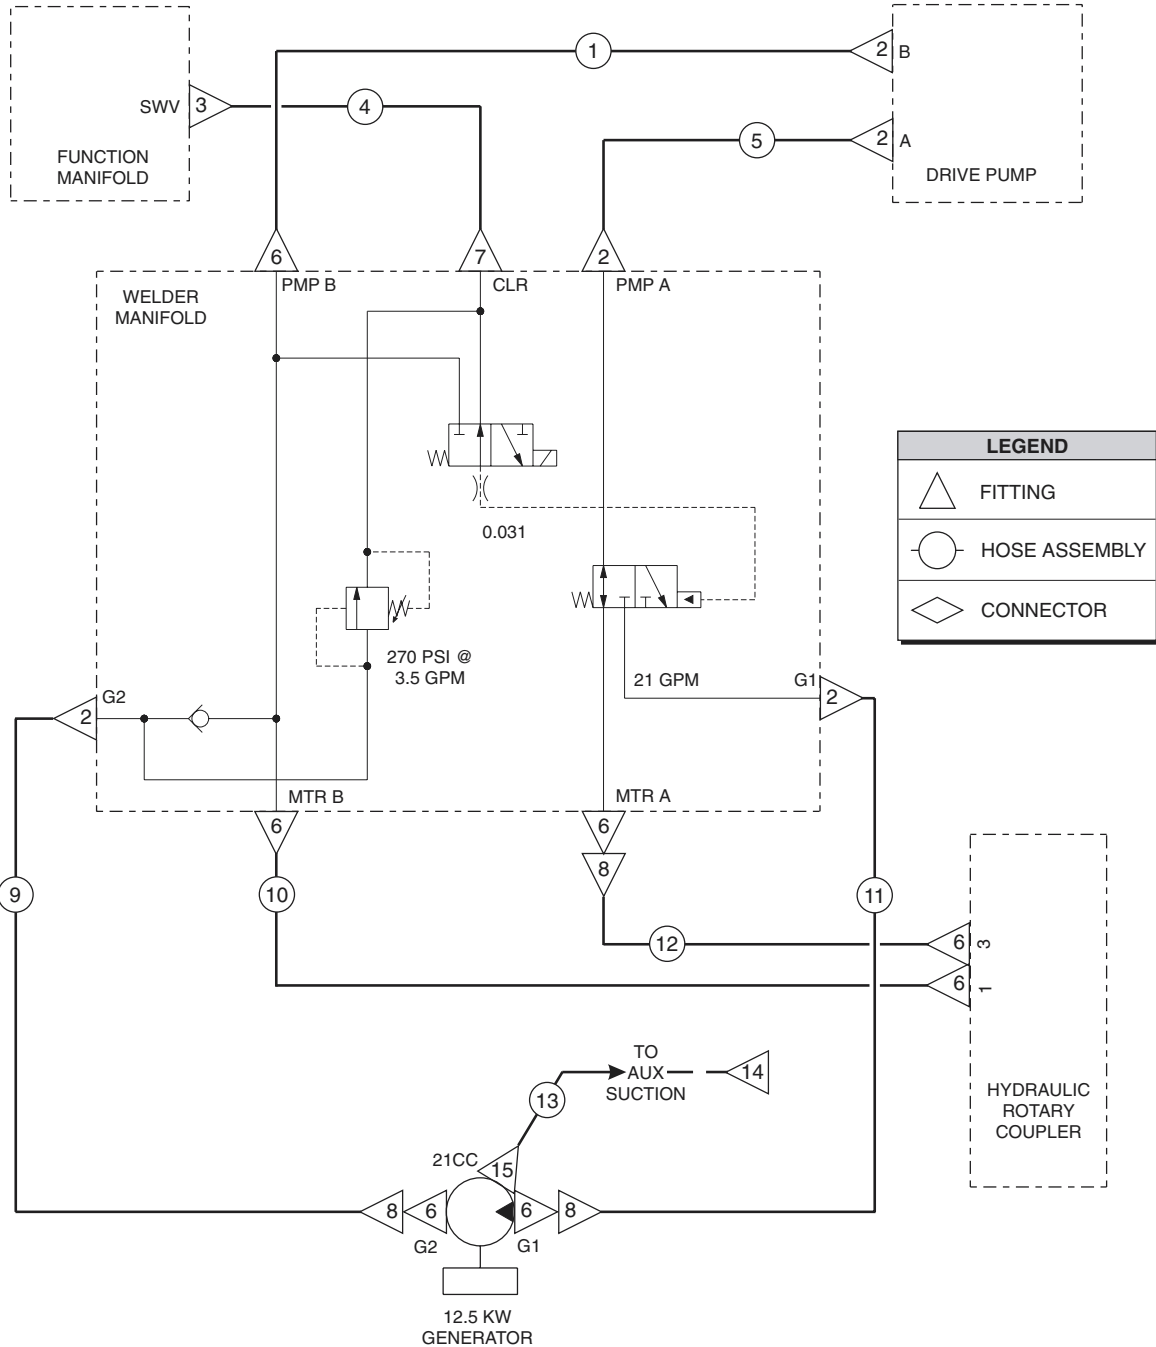 1
2 B
SWV 3
4
FUNCTION
MANIFOLD
5
2 A
DRIVE PUMP
6
7
2
PMP B
CLR
PMP A
WELDER
MANIFOLD
0.031
LEGEND
FITTING
HOSE ASSEMBLY
CONNECTOR
270 PSI @
3.5 GPM
21 GPM
G1
2
G2
2
MTR B
MTR A
6
6
8
9
10
11
12
6 3
6 1
TO
AUX
SUCTION
14
13
HYDRAULIC
ROTARY
COUPLER
21CC
15
8
6
6
8
G2
G1
12.5 KW
GENERATOR